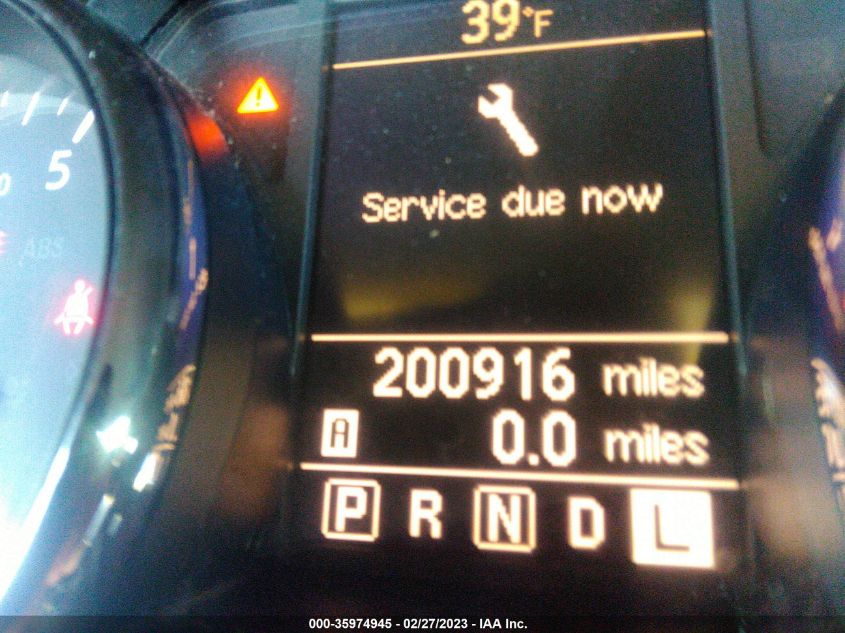 39°F
5
ABS
Service due now
200916 miles
A 0.0 miles
P R N D L
000-35974945 - 02/27/2023 - IAA Inc.